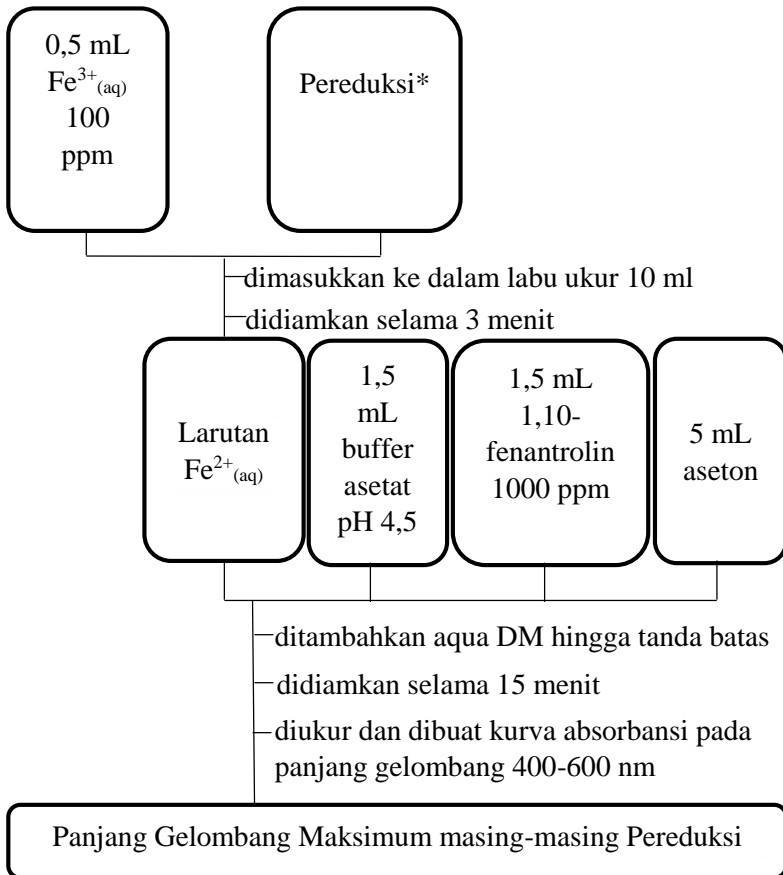 0,5 mL
Fe³⁺(aq)
100
ppm
Pereduksi*
dimasukkan ke dalam labu ukur 10 ml
didiamkan selama 3 menit
Larutan
Fe²⁺(aq)
1,5
mL
buffer
asetat
pH 4,5
1,5 mL
1,10-
fenantrolin
1000 ppm
5 mL
aseton
ditambahkan aqua DM hingga tanda batas
didiamkan selama 15 menit
diukur dan dibuat kurva absorbansi pada
panjang gelombang 400-600 nm
Panjang Gelombang Maksimum masing-masing Pereduksi